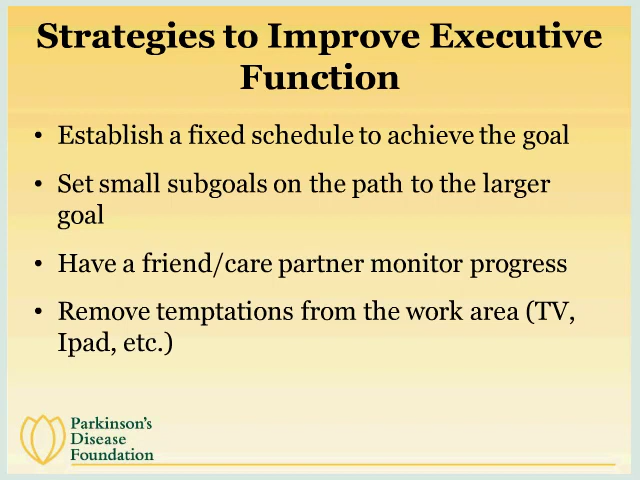 Strategies to Improve Executive
Function
• Establish a fixed schedule to achieve the goal
• Set small subgoals on the path to the larger
goal
• Have a friend/care partner monitor progress
• Remove temptations from the work area (TV,
Ipad, etc.)
Parkinson's
Disease
Foundation